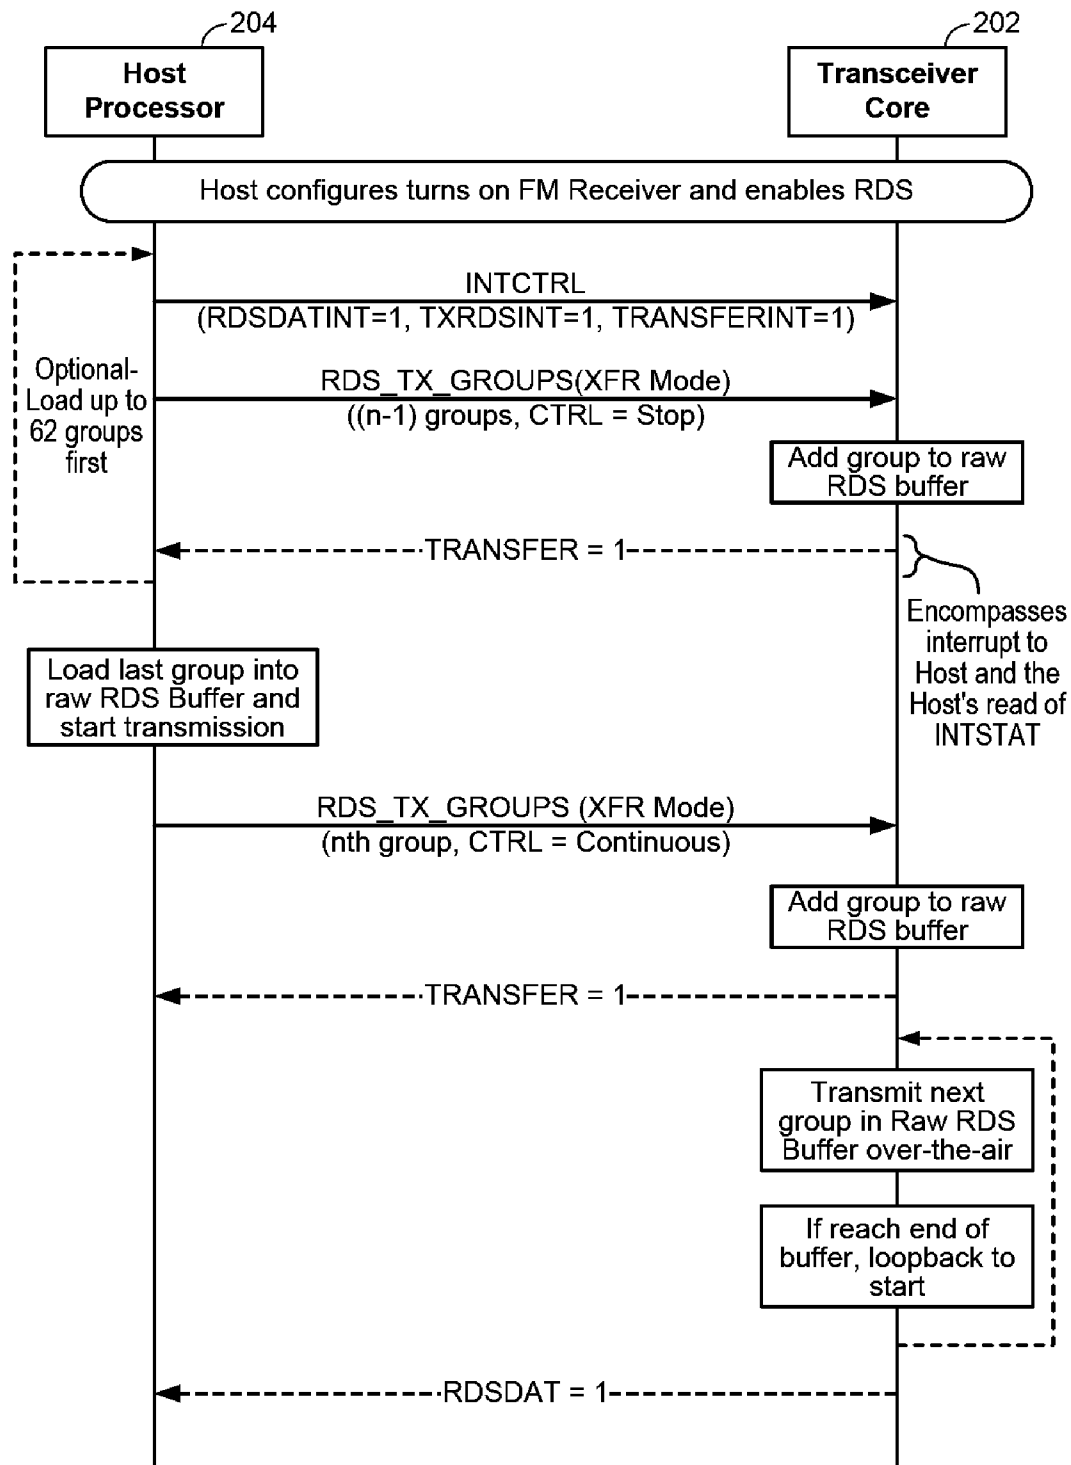 204
202
Host
Processor
Transceiver
Core
Host configures turns on FM Receiver and enables RDS
INTCTRL
(RDSDATINT=1, TXRDSINT=1, TRANSFERINT=1)
Optional-
Load up to
62 groups
first
RDS_TX_GROUPS(XFR Mode)
((n-1) groups, CTRL = Stop)
Add group to raw
RDS buffer
TRANSFER = 1
Encompasses
interrupt to
Host and the
Host's read of
INTSTAT
Load last group into
raw RDS Buffer and
start transmission
RDS_TX_GROUPS (XFR Mode)
(nth group, CTRL = Continuous)
Add group to raw
RDS buffer
TRANSFER = 1
Transmit next
group in Raw RDS
Buffer over-the-air
If reach end of
buffer, loopback to
start
RDSDAT = 1